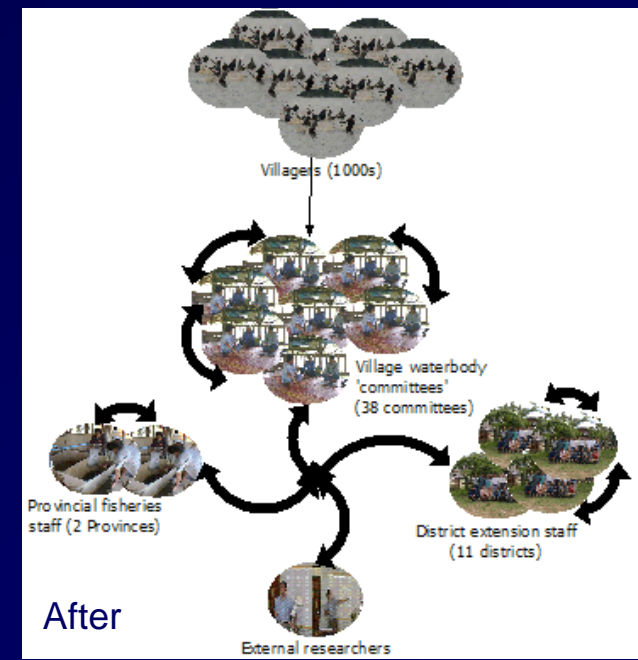 Villagers (1000s)
Village waterbody
'committees'
(38 committees)
Provincial fisheries
staff (2 Provinces)
District extension staff
(11 districts)
After
External researchers